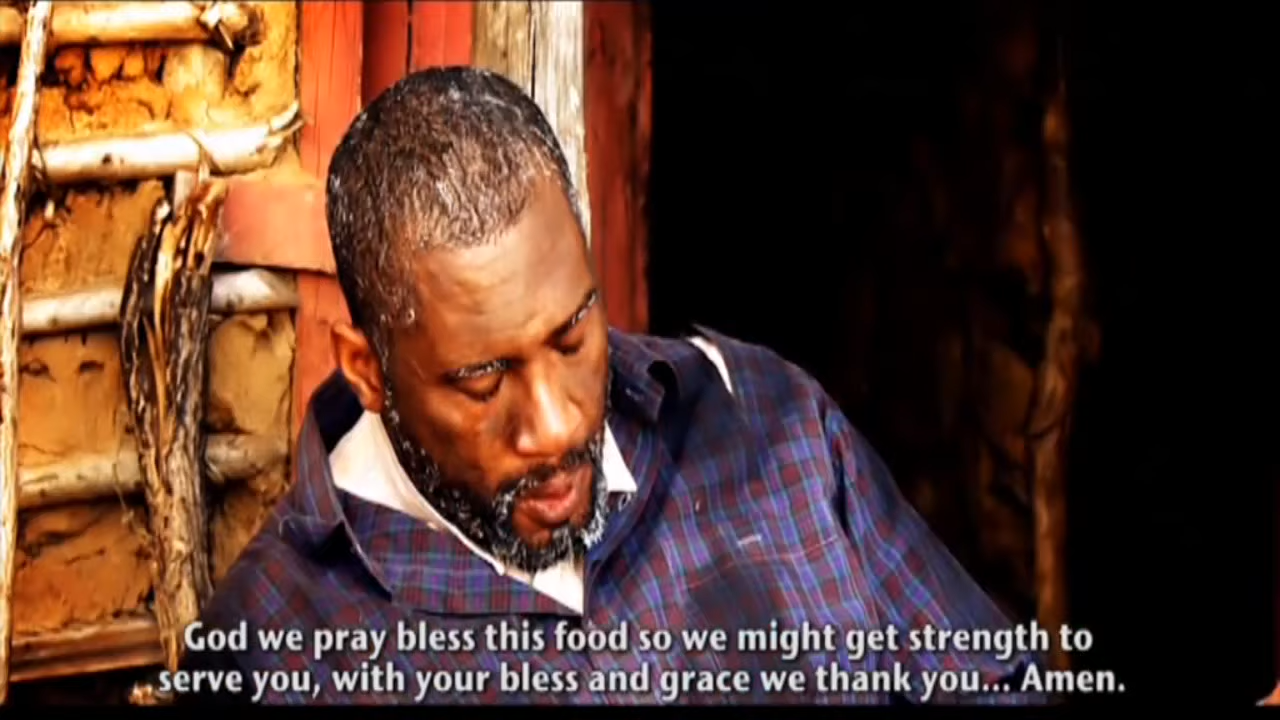 God we pray bless this food so we might get strength to
serve you, with your bless and grace we thank you... Amen.